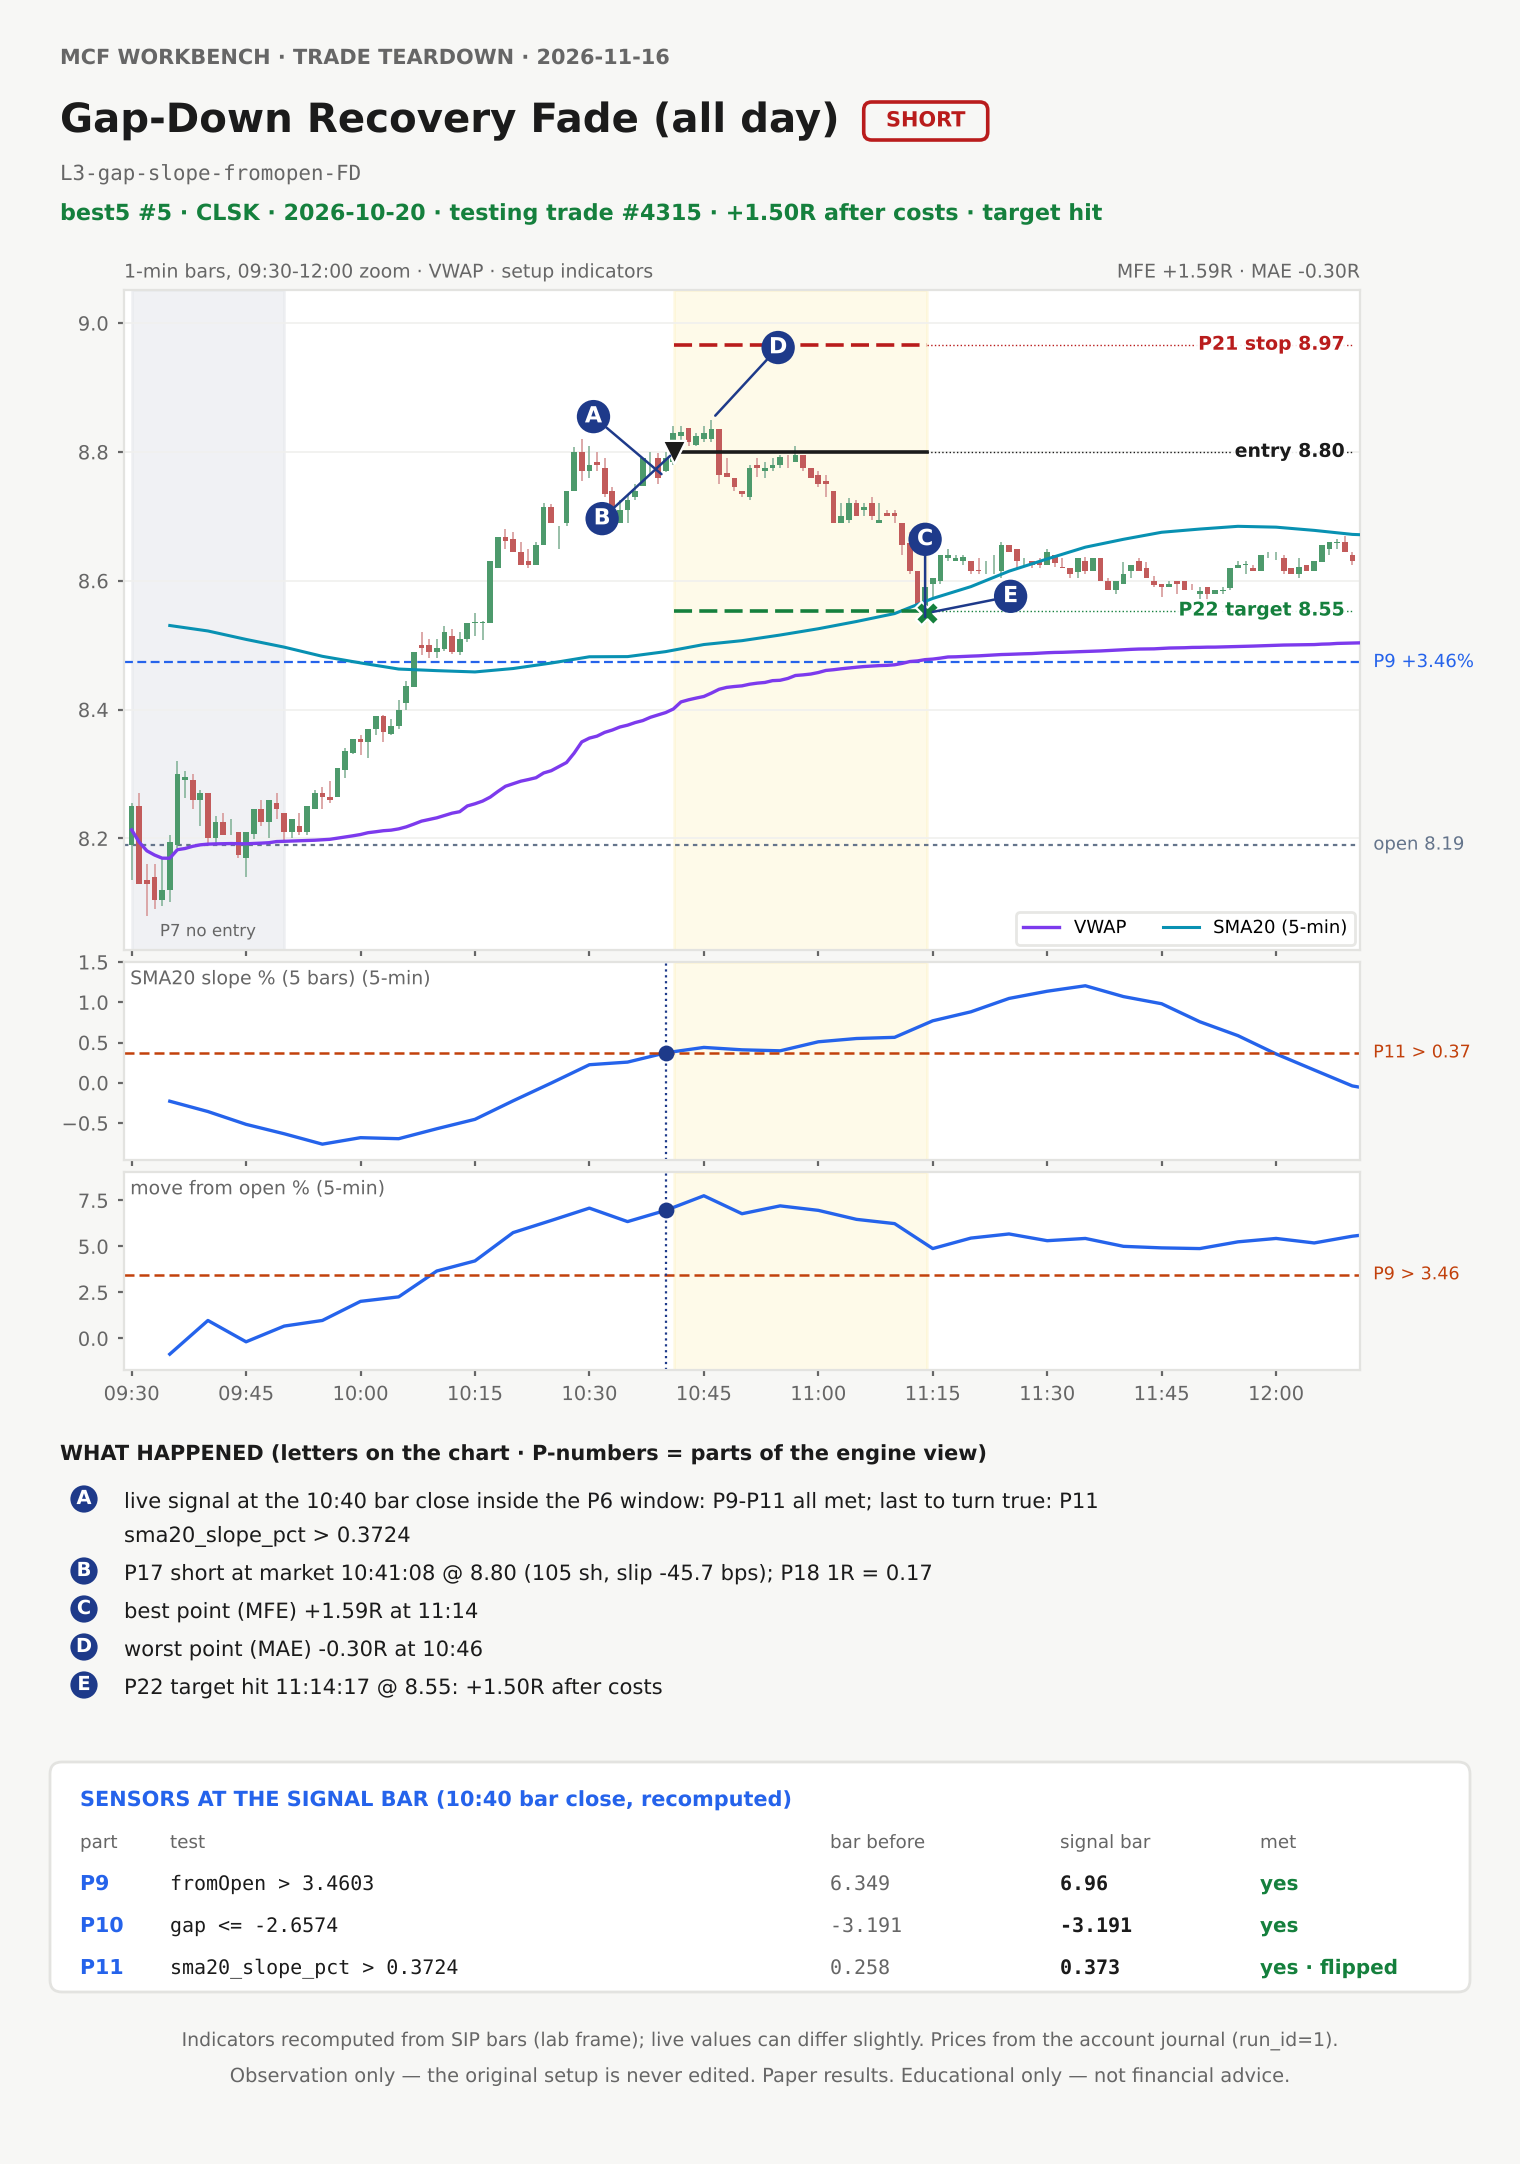 MCF WORKBENCH · TRADE TEARDOWN · 2026-11-16
Gap-Down Recovery Fade (all day) SHORT
L3-gap-slope-fromopen-FD
best5 #5 · CLSK · 2026-10-20 · testing trade #4315 · +1.50R after costs · target hit
1-min bars, 09:30-12:00 zoom · VWAP · setup indicators MFE +1.59R · MAE -0.30R
9.0
8.8
8.6
8.4
8.2
A
B
C
D
E
P21 stop 8.97
entry 8.80
P22 target 8.55
P9 +3.46%
open 8.19
P7 no entry
VWAP SMA20 (5-min)
SMA20 slope % (5 bars) (5-min)
1.5
1.0
0.5
0.0
−0.5
P11 > 0.37
move from open % (5-min)
7.5
5.0
2.5
0.0
P9 > 3.46
09:30 09:45 10:00 10:15 10:30 10:45 11:00 11:15 11:30 11:45 12:00
WHAT HAPPENED (letters on the chart · P-numbers = parts of the engine view)
A live signal at the 10:40 bar close inside the P6 window: P9-P11 all met; last to turn true: P11
sma20_slope_pct > 0.3724
B P17 short at market 10:41:08 @ 8.80 (105 sh, slip -45.7 bps); P18 1R = 0.17
C best point (MFE) +1.59R at 11:14
D worst point (MAE) -0.30R at 10:46
E P22 target hit 11:14:17 @ 8.55: +1.50R after costs
SENSORS AT THE SIGNAL BAR (10:40 bar close, recomputed)
part test bar before signal bar met
P9 fromOpen > 3.4603 6.349 6.96 yes
P10 gap <= -2.6574 -3.191 -3.191 yes
P11 sma20_slope_pct > 0.3724 0.258 0.373 yes · flipped
Indicators recomputed from SIP bars (lab frame); live values can differ slightly. Prices from the account journal (run_id=1).
Observation only — the original setup is never edited. Paper results. Educational only — not financial advice.